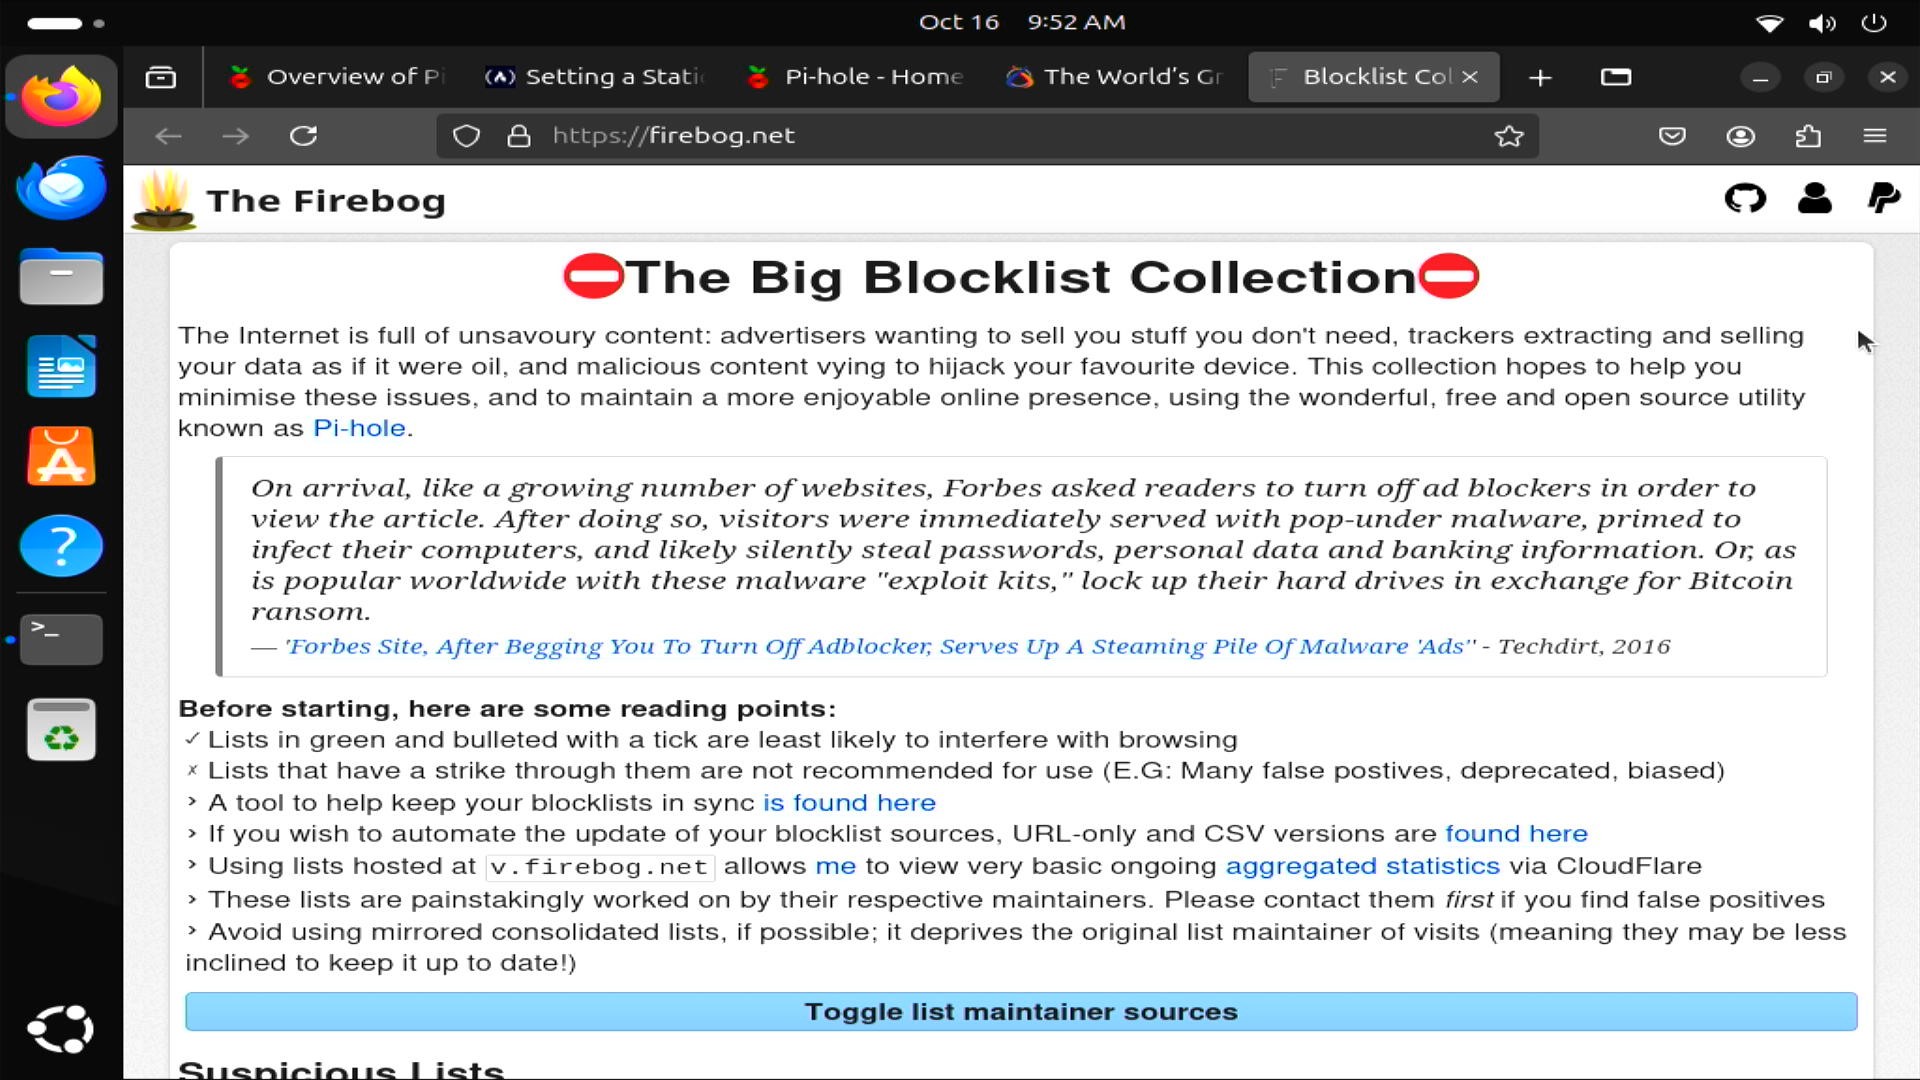 Oct 16 9:52 AM
Overview of Pi
Setting a Stati
Pi-hole - Home
The World's Gr
Blocklist Col
https://firebog.net
The Firebog
The Big Blocklist Collection
The Internet is full of unsavoury content: advertisers wanting to sell you stuff you don't need, trackers extracting and selling
your data as if it were oil, and malicious content vying to hijack your favourite device. This collection hopes to help you
minimise these issues, and to maintain a more enjoyable online presence, using the wonderful, free and open source utility
known as Pi-hole.
On arrival, like a growing number of websites, Forbes asked readers to turn off ad blockers in order to
view the article. After doing so, visitors were immediately served with pop-under malware, primed to
infect their computers, and likely silently steal passwords, personal data and banking information. Or, as
is popular worldwide with these malware "exploit kits," lock up their hard drives in exchange for Bitcoin
ransom.
— 'Forbes Site, After Begging You To Turn Off Adblocker, Serves Up A Steaming Pile Of Malware 'Ads'' - Techdirt, 2016
Before starting, here are some reading points:
✓ Lists in green and bulleted with a tick are least likely to interfere with browsing
✗ Lists that have a strike through them are not recommended for use (E.G: Many false postives, deprecated, biased)
> A tool to help keep your blocklists in sync is found here
> If you wish to automate the update of your blocklist sources, URL-only and CSV versions are found here
> Using lists hosted at v.firebog.net allows me to view very basic ongoing aggregated statistics via CloudFlare
> These lists are painstakingly worked on by their respective maintainers. Please contact them first if you find false positives
> Avoid using mirrored consolidated lists, if possible; it deprives the original list maintainer of visits (meaning they may be less
inclined to keep it up to date!)
Toggle list maintainer sources
Suspicious Lists